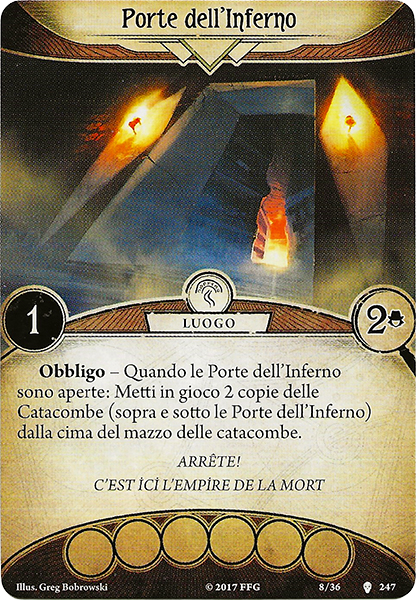 Porte dell'Inferno
1
LUOGO
2
Obbligo – Quando le Porte dell'Inferno
sono aperte: Metti in gioco 2 copie delle
Catacombe (sopra e sotto le Porte dell'Inferno)
dalla cima del mazzo delle catacombe.
ARRÊTE!
C'EST ÍCÍ L'EMPÍRE DE LA MORT
Illus. Greg Bobrowski
© 2017 FFG
8/36
247